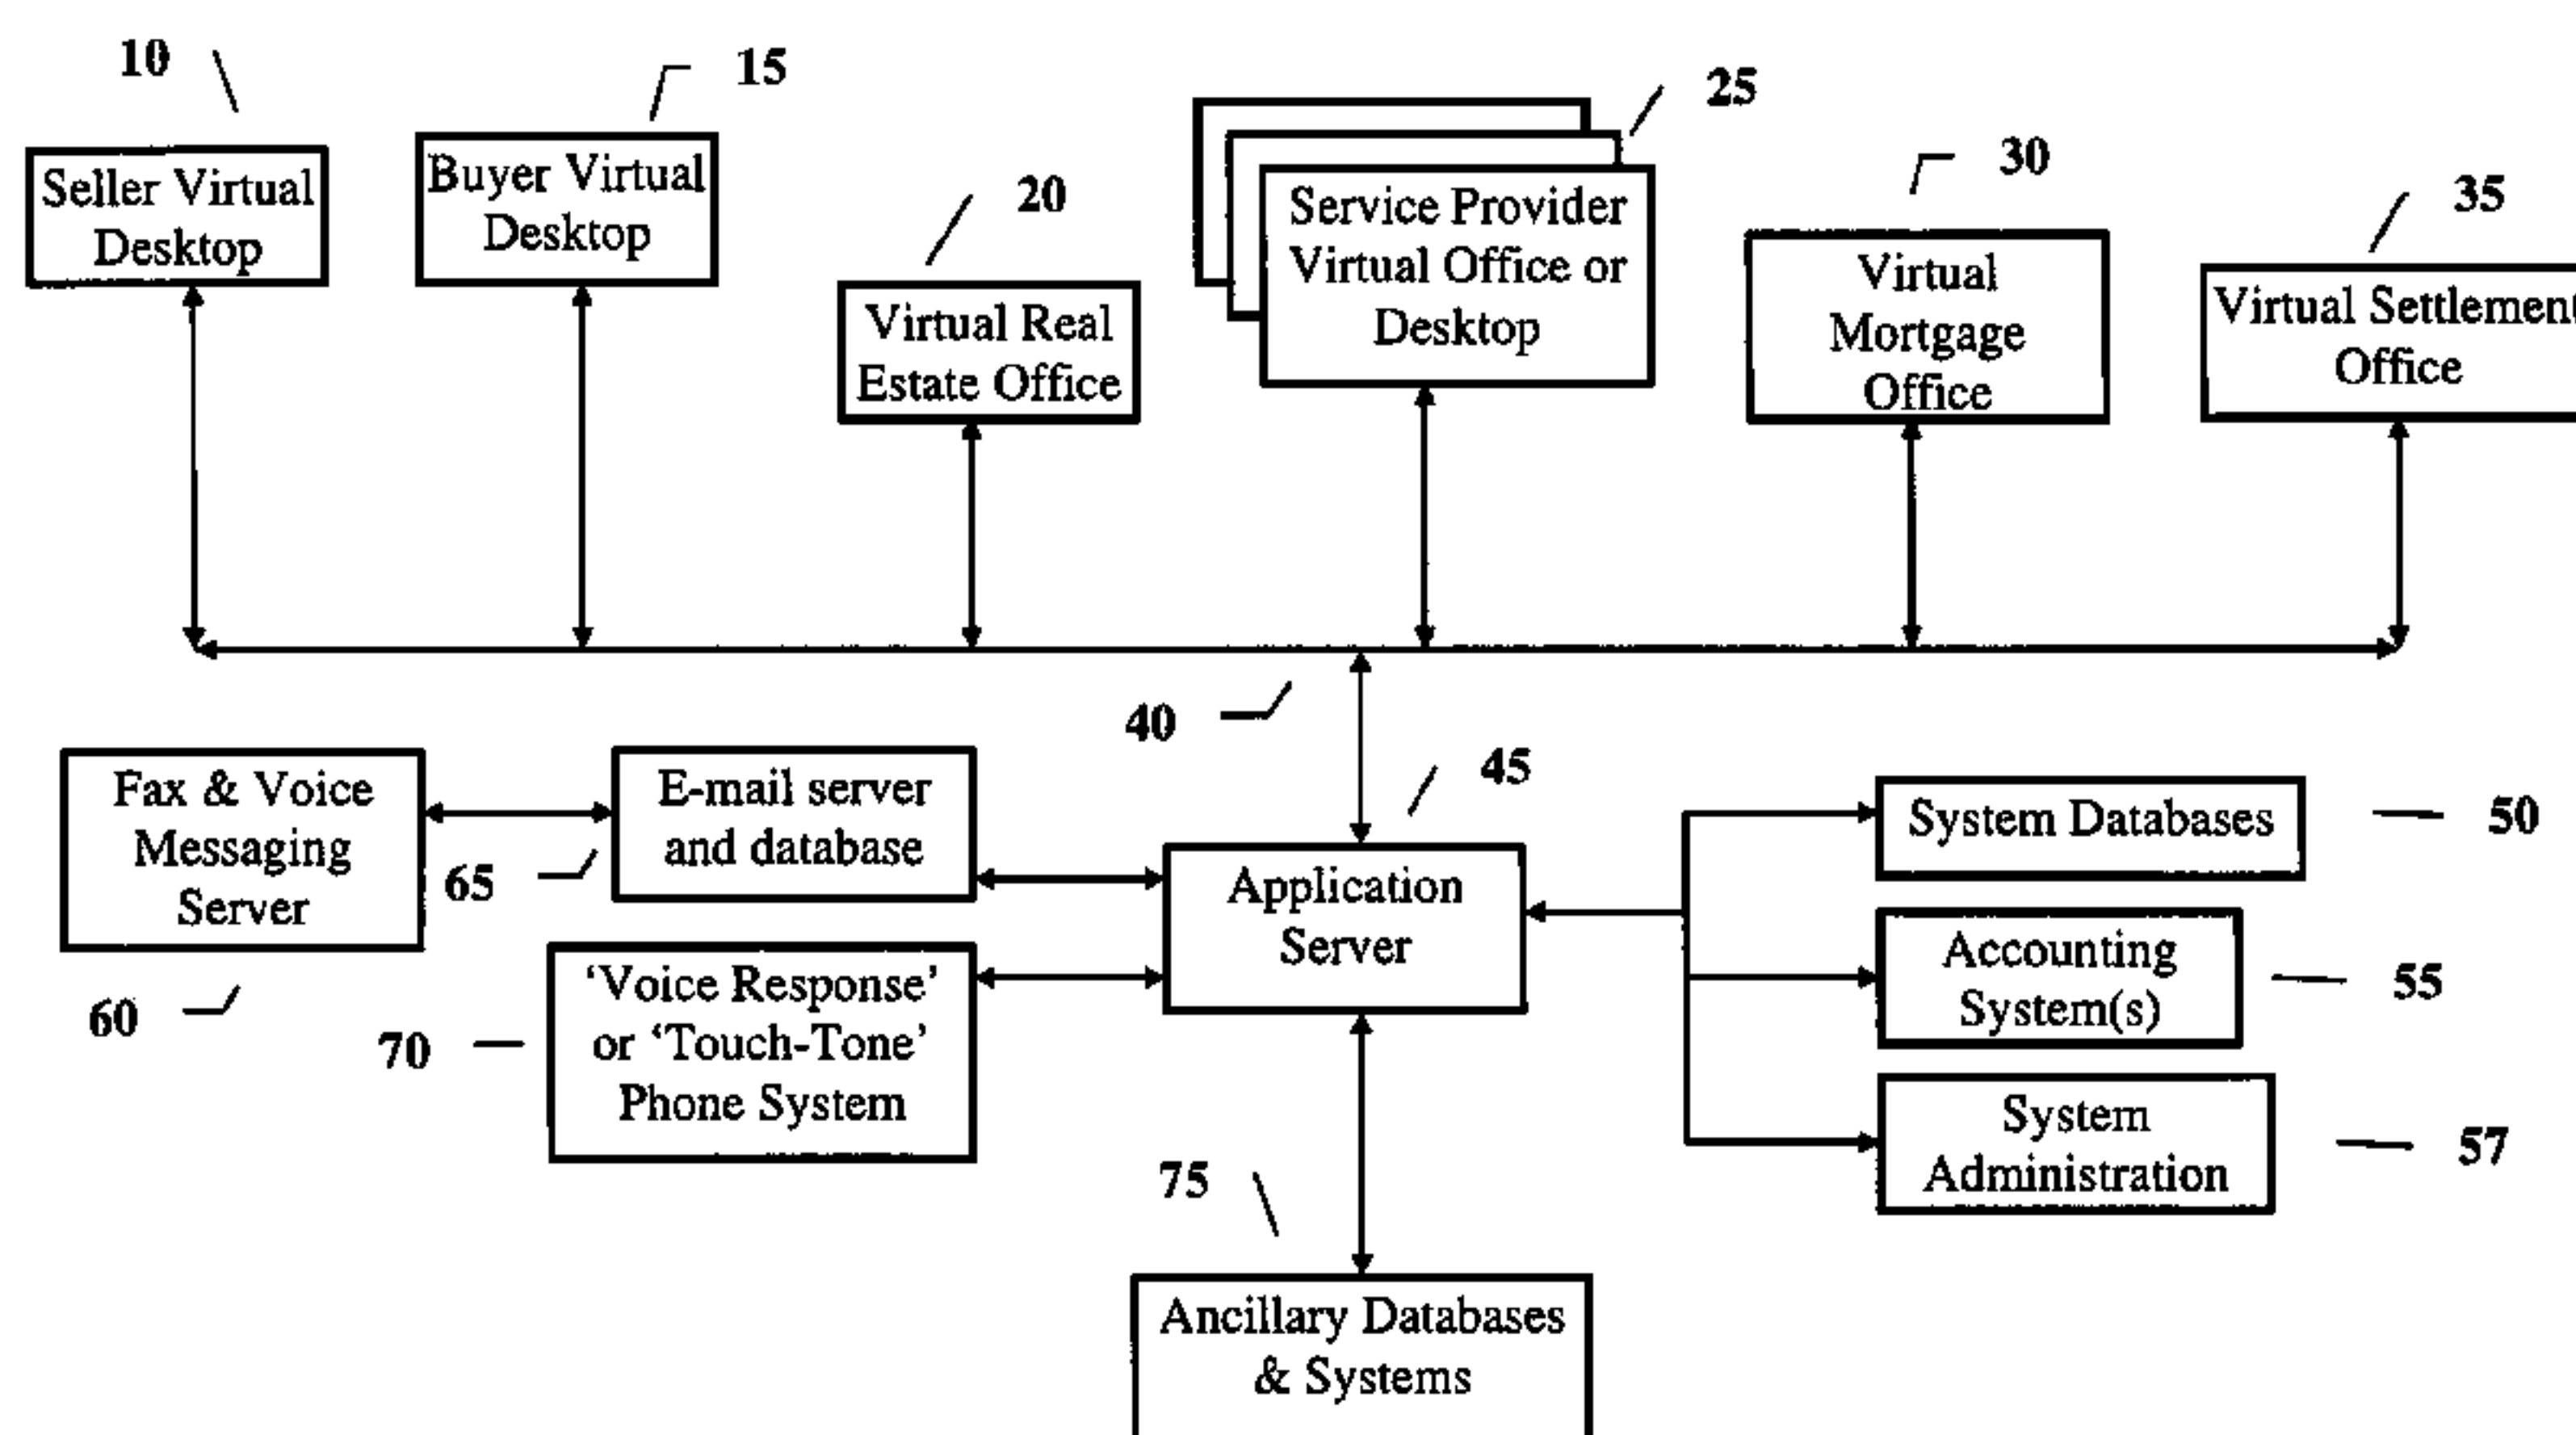 10
15
25
30
20
35
Seller Virtual
Desktop
Buyer Virtual
Desktop
Virtual Real
Estate Office
Service Provider
Virtual Office or
Desktop
Virtual
Mortgage
Office
Virtual Settlement
Office
40
45
Fax & Voice
Messaging
Server
60
65
E-mail server
and database
70
‘Voice Response’
or ‘Touch-Tone’
Phone System
Application
Server
System Databases
50
Accounting
System(s)
55
System
Administration
57
75
Ancillary Databases
& Systems